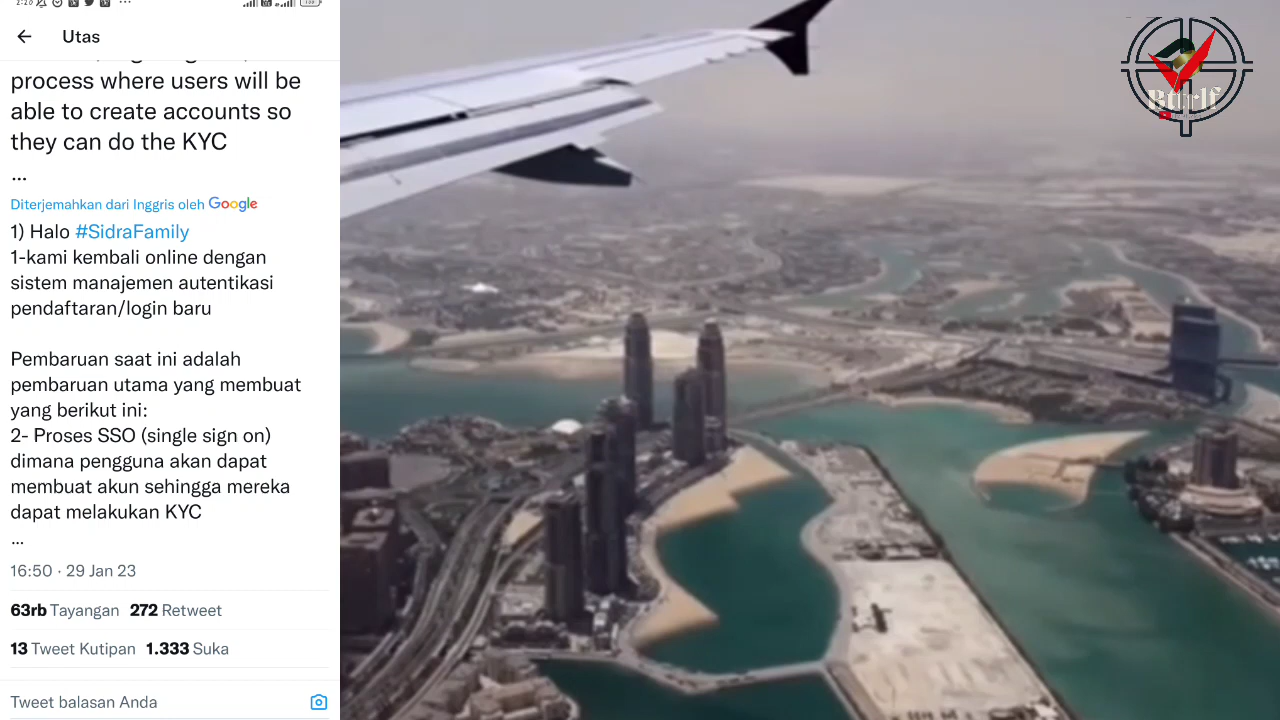 2:20
Utas
process where users will be
able to create accounts so
they can do the KYC
...
Diterjemahkan dari Inggris oleh Google
1) Halo #SidraFamily
1-kami kembali online dengan
sistem manajemen autentikasi
pendaftaran/login baru
Pembaruan saat ini adalah
pembaruan utama yang membuat
yang berikut ini:
2- Proses SSO (single sign on)
dimana pengguna akan dapat
membuat akun sehingga mereka
dapat melakukan KYC
...
16:50 · 29 Jan 23
63rb Tayangan 272 Retweet
13 Tweet Kutipan 1.333 Suka
Tweet balasan Anda